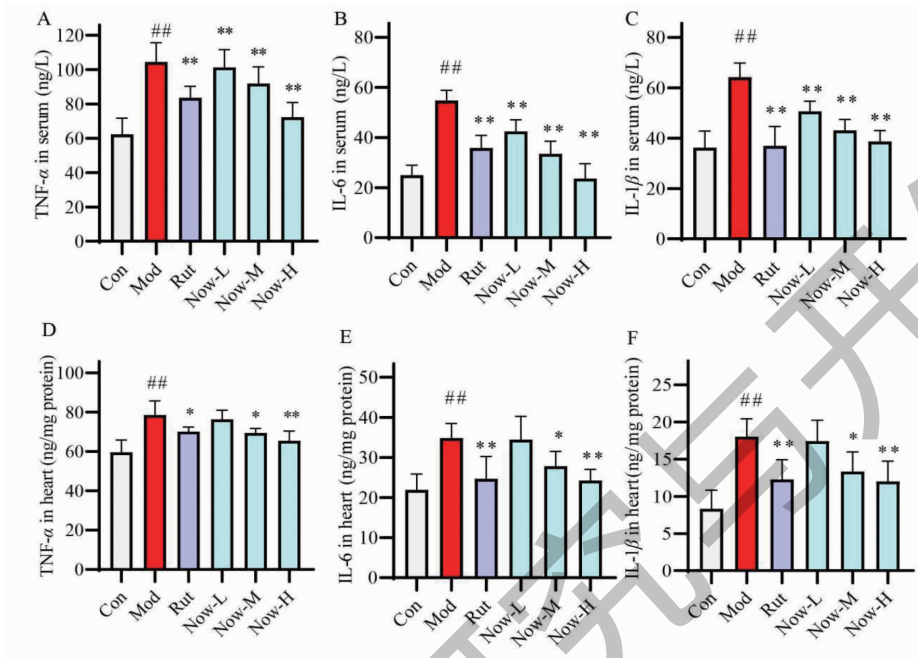 A
TNF-α in serum (ng/L)
120
100
80
60
40
20
0
##
**
**
**
**
Con
Mod
Rut
Now-L
Now-M
Now-H
B
IL-6 in serum (ng/L)
80
60
40
20
0
##
**
**
**
**
Con
Mod
Rut
Now-L
Now-M
Now-H
C
IL-1β in serum (ng/L)
80
60
40
20
0
##
**
**
**
**
Con
Mod
Rut
Now-L
Now-M
Now-H
D
TNF-α in heart (ng/mg protein)
100
80
60
40
20
0
##
*
*
**
Con
Mod
Rut
Now-L
Now-M
Now-H
E
IL-6 in heart (ng/mg protein)
50
40
30
20
10
0
##
**
*
**
Con
Mod
Rut
Now-L
Now-M
Now-H
F
IL-1β in heart(ng/mg protein)
25
20
15
10
5
0
##
**
*
**
Con
Mod
Rut
Now-L
Now-M
Now-H
研究与开